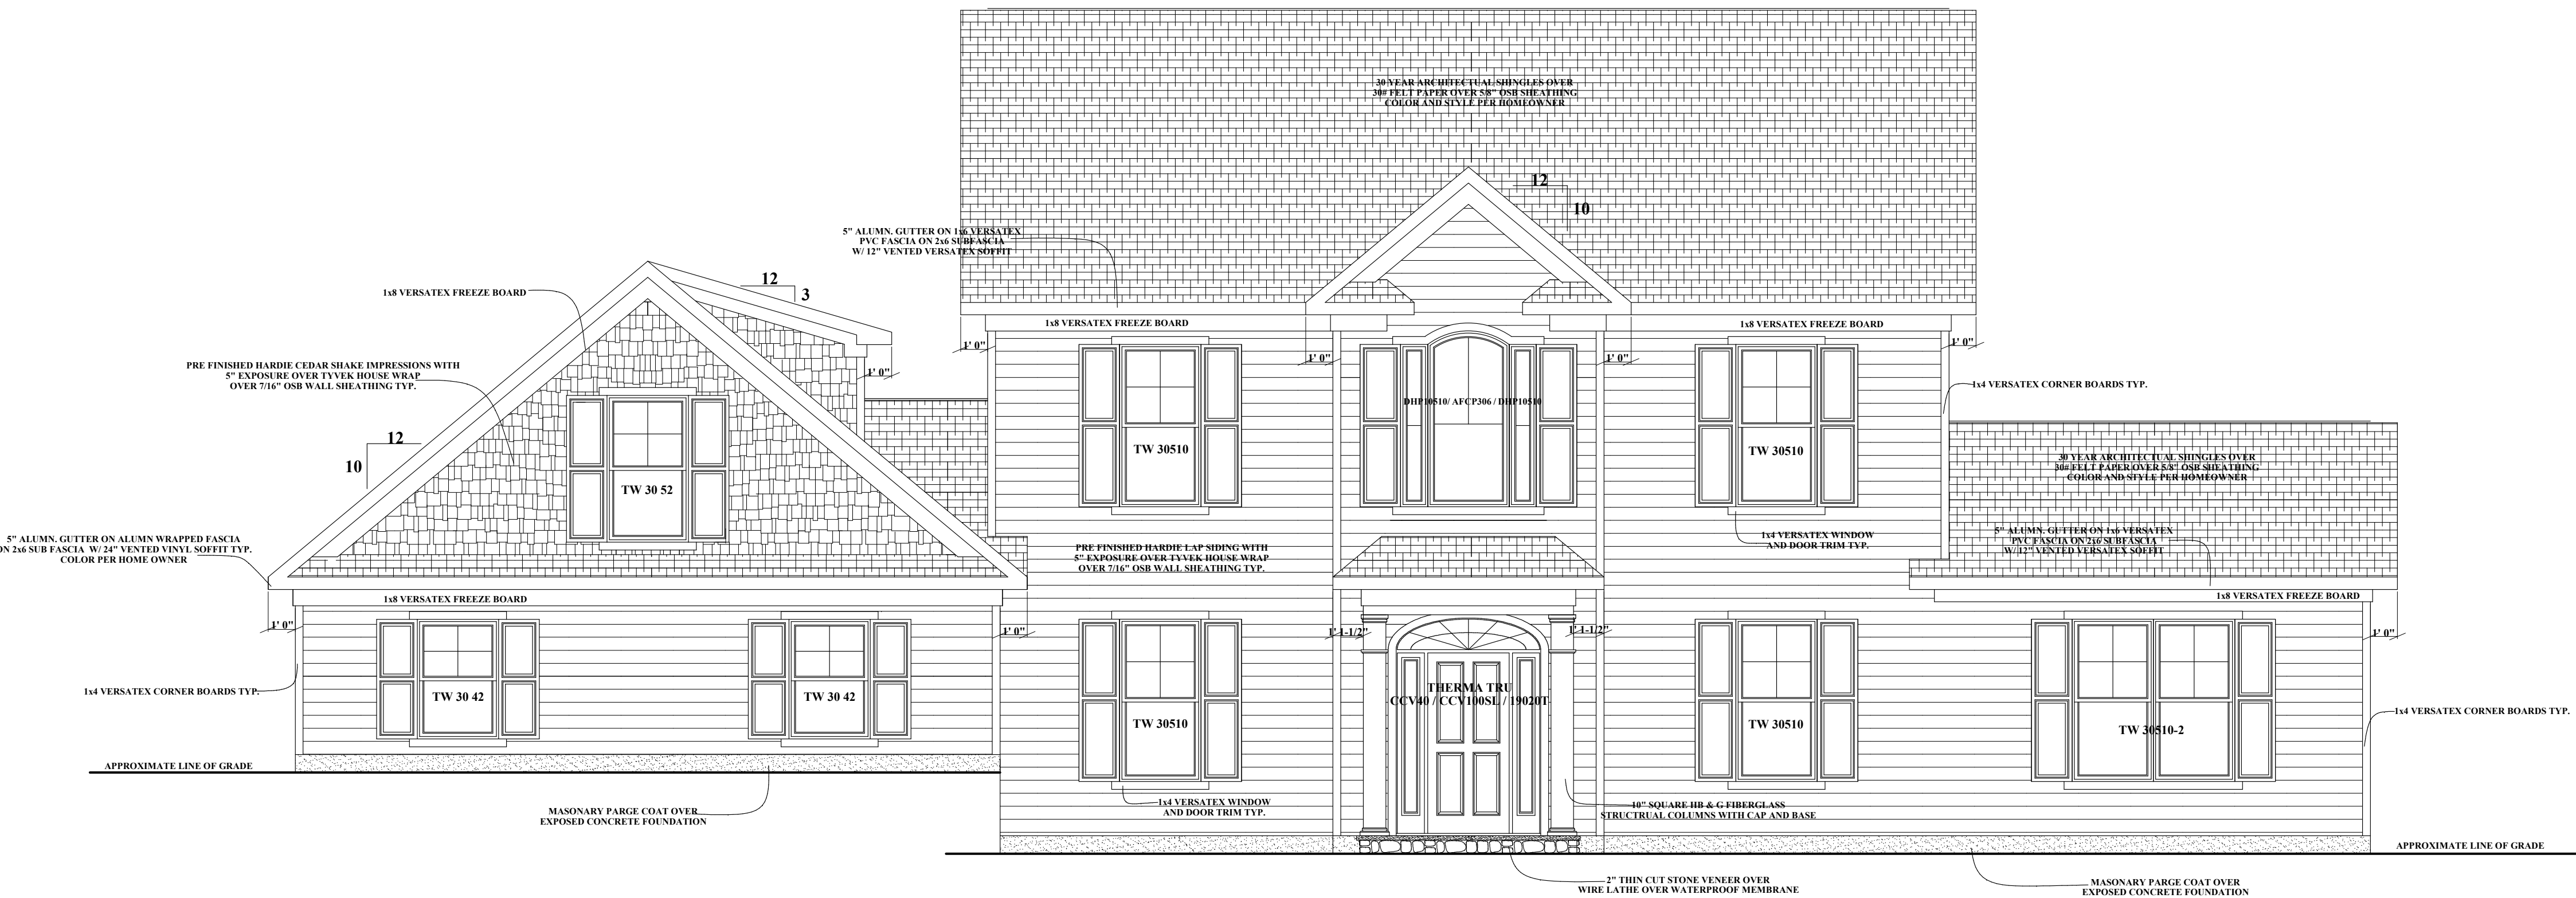 30 YEAR ARCHITECTUAL SHINGLES OVER
30# FELT PAPER OVER 5/8" OSB SHEATHING
COLOR AND STYLE PER HOMEOWNER
12
10
5" ALUMN. GUTTER ON 1x6 VERSATEX
PVC FASCIA ON 2x6 SUBFASCIA
W/ 12" VENTED VERSATEX SOFFIT
12
3
1x8 VERSATEX FREEZE BOARD
1x8 VERSATEX FREEZE BOARD
1x8 VERSATEX FREEZE BOARD
1' 0"
1' 0"
1' 0"
1' 0"
1' 0"
PRE FINISHED HARDIE CEDAR SHAKE IMPRESSIONS WITH
5" EXPOSURE OVER TYVEK HOUSE WRAP
OVER 7/16" OSB WALL SHEATHING TYP.
1x4 VERSATEX CORNER BOARDS TYP.
DHP10510/ AFCP306 / DHP10510
12
10
TW 30510
TW 30510
TW 30 52
30 YEAR ARCHITECTUAL SHINGLES OVER
30# FELT PAPER OVER 5/8" OSB SHEATHING
COLOR AND STYLE PER HOMEOWNER
5" ALUMN. GUTTER ON ALUMN WRAPPED FASCIA
ON 2x6 SUB FASCIA W/ 24" VENTED VINYL SOFFIT TYP.
COLOR PER HOME OWNER
PRE FINISHED HARDIE LAP SIDING WITH
5" EXPOSURE OVER TYVEK HOUSE WRAP
OVER 7/16" OSB WALL SHEATHING TYP.
1x4 VERSATEX WINDOW
AND DOOR TRIM TYP.
5" ALUMN. GUTTER ON 1x6 VERSATEX
PVC FASCIA ON 2x6 SUBFASCIA
W/ 12" VENTED VERSATEX SOFFIT
1x8 VERSATEX FREEZE BOARD
1x8 VERSATEX FREEZE BOARD
1' 0"
1' 0"
1' 1-1/2"
1' 1-1/2"
1' 0"
1x4 VERSATEX CORNER BOARDS TYP.
TW 30 42
TW 30 42
THERMA TRU
CCV40 / CCV100SL / 19020T
TW 30510
TW 30510
TW 30510-2
1x4 VERSATEX CORNER BOARDS TYP.
APPROXIMATE LINE OF GRADE
MASONARY PARGE COAT OVER
EXPOSED CONCRETE FOUNDATION
1x4 VERSATEX WINDOW
AND DOOR TRIM TYP.
10" SQUARE HB & G FIBERGLASS
STRUCTRUAL COLUMNS WITH CAP AND BASE
APPROXIMATE LINE OF GRADE
2" THIN CUT STONE VENEER OVER
WIRE LATHE OVER WATERPROOF MEMBRANE
MASONARY PARGE COAT OVER
EXPOSED CONCRETE FOUNDATION